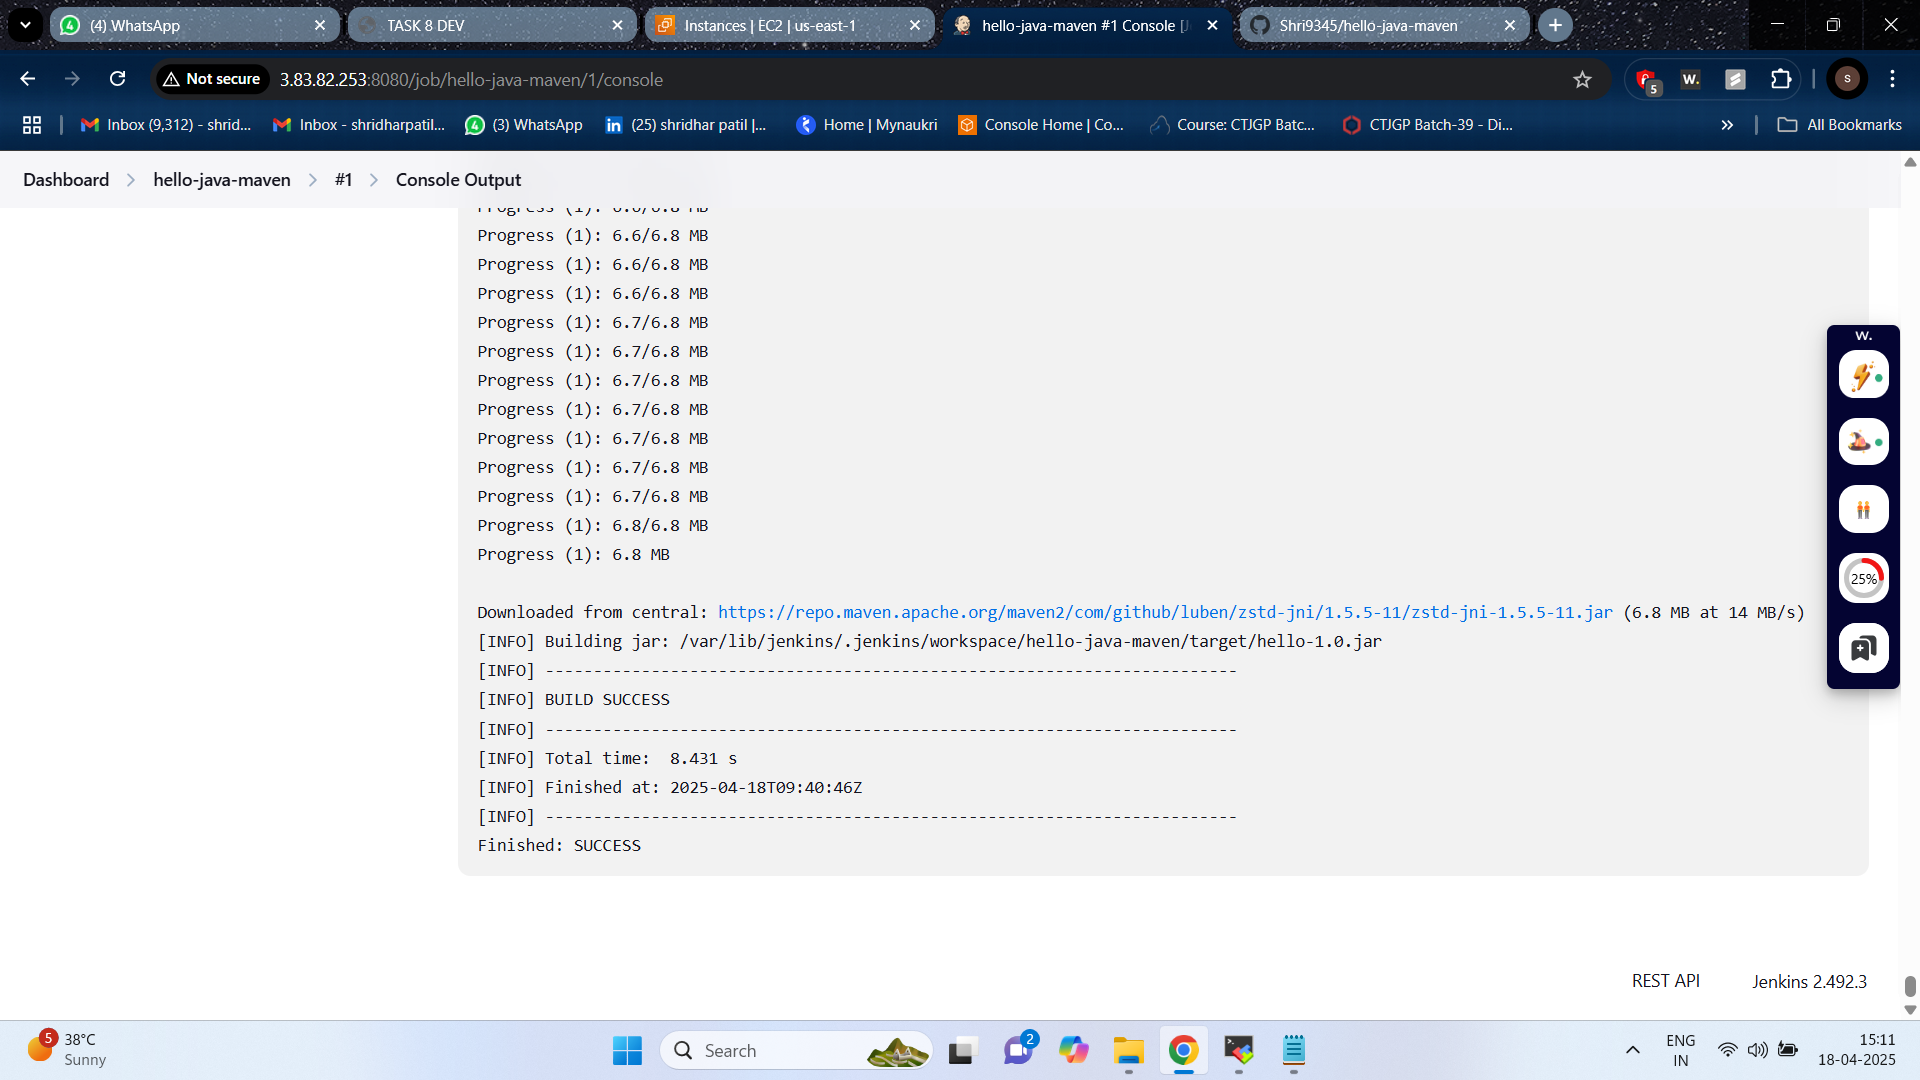 (4) WhatsApp
TASK 8 DEV
Instances | EC2 | us-east-1
hello-java-maven #1 Console [J
Shri9345/hello-java-maven
Not secure
3.83.82.253:8080/job/hello-java-maven/1/console
5
W.
S
Inbox (9,312) - shrid...
Inbox - shridharpatil...
(3) WhatsApp
(25) shridhar patil |...
Home | Mynaukri
Console Home | Co...
Course: CTJGP Batc...
CTJGP Batch-39 - Di...
All Bookmarks
Dashboard
hello-java-maven
#1
Console Output
Progress (1): 6.6/6.8 MB
Progress (1): 6.6/6.8 MB
Progress (1): 6.6/6.8 MB
Progress (1): 6.6/6.8 MB
Progress (1): 6.7/6.8 MB
Progress (1): 6.7/6.8 MB
Progress (1): 6.7/6.8 MB
Progress (1): 6.7/6.8 MB
Progress (1): 6.7/6.8 MB
Progress (1): 6.7/6.8 MB
Progress (1): 6.7/6.8 MB
Progress (1): 6.8/6.8 MB
Progress (1): 6.8 MB
Downloaded from central: https://repo.maven.apache.org/maven2/com/github/luben/zstd-jni/1.5.5-11/zstd-jni-1.5.5-11.jar (6.8 MB at 14 MB/s)
[INFO] Building jar: /var/lib/jenkins/.jenkins/workspace/hello-java-maven/target/hello-1.0.jar
[INFO] ------------------------------------------------------------------------
[INFO] BUILD SUCCESS
[INFO] ------------------------------------------------------------------------
[INFO] Total time:  8.431 s
[INFO] Finished at: 2025-04-18T09:40:46Z
[INFO] ------------------------------------------------------------------------
Finished: SUCCESS
W.
25%
REST API
Jenkins 2.492.3
5
38°C
Sunny
Search
2
ENG
IN
15:11
18-04-2025